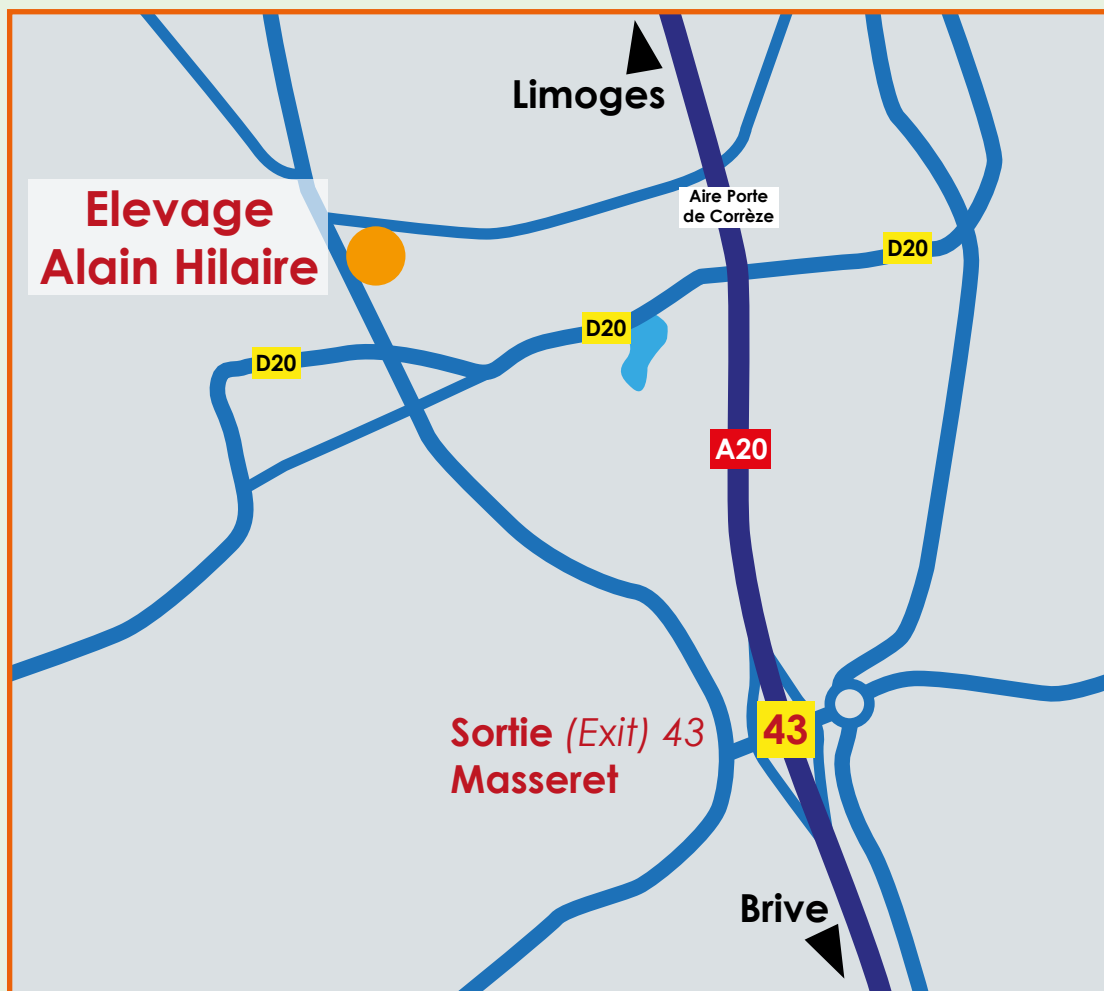 Limoges
Elevage
Alain Hilaire
Aire Porte
de Corrèze
D20
D20
D20
A20
Sortie (Exit) 43
Masseret
43
Brive